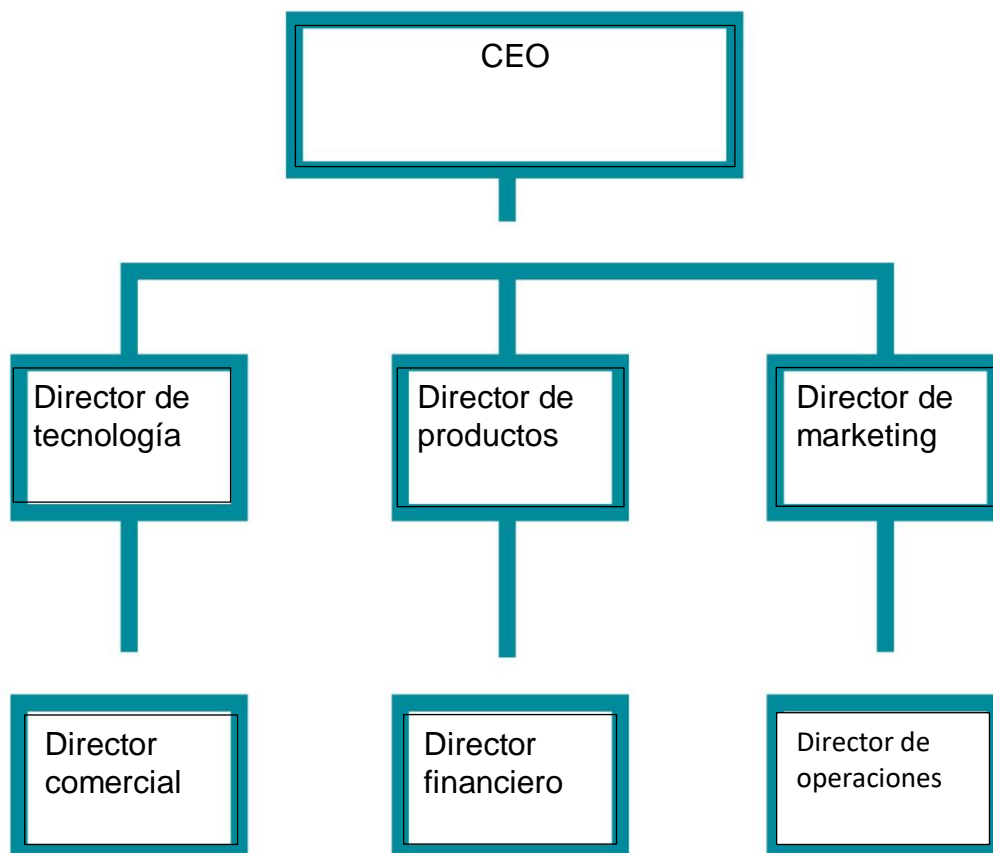 CEO
Director de
tecnología
Director de
productos
Director de
marketing
Director
comercial
Director
financiero
Director de
operaciones